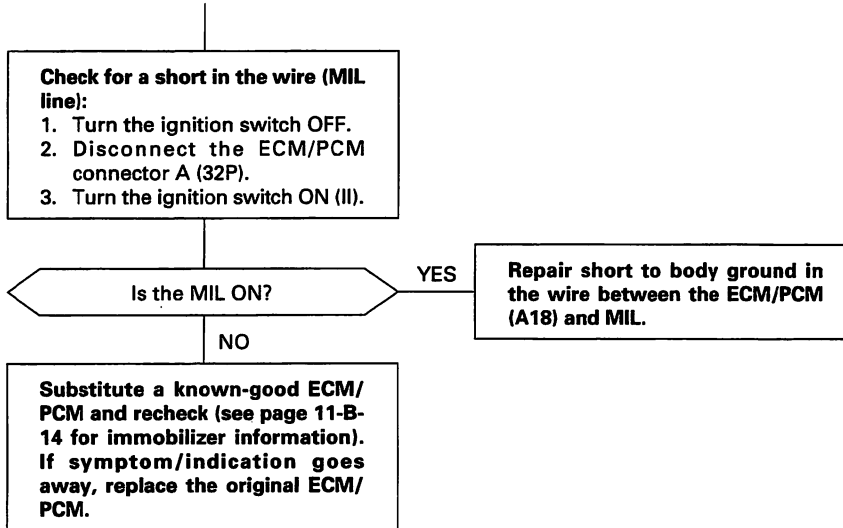 Check for a short in the wire (MIL
line):
1. Turn the ignition switch OFF.
2. Disconnect the ECM/PCM
connector A (32P).
3. Turn the ignition switch ON (II).
Is the MIL ON?
YES
Repair short to body ground in
the wire between the ECM/PCM
(A18) and MIL.
NO
Substitute a known-good ECM/
PCM and recheck (see page 11-B-
14 for immobilizer information).
If symptom/indication goes
away, replace the original ECM/
PCM.